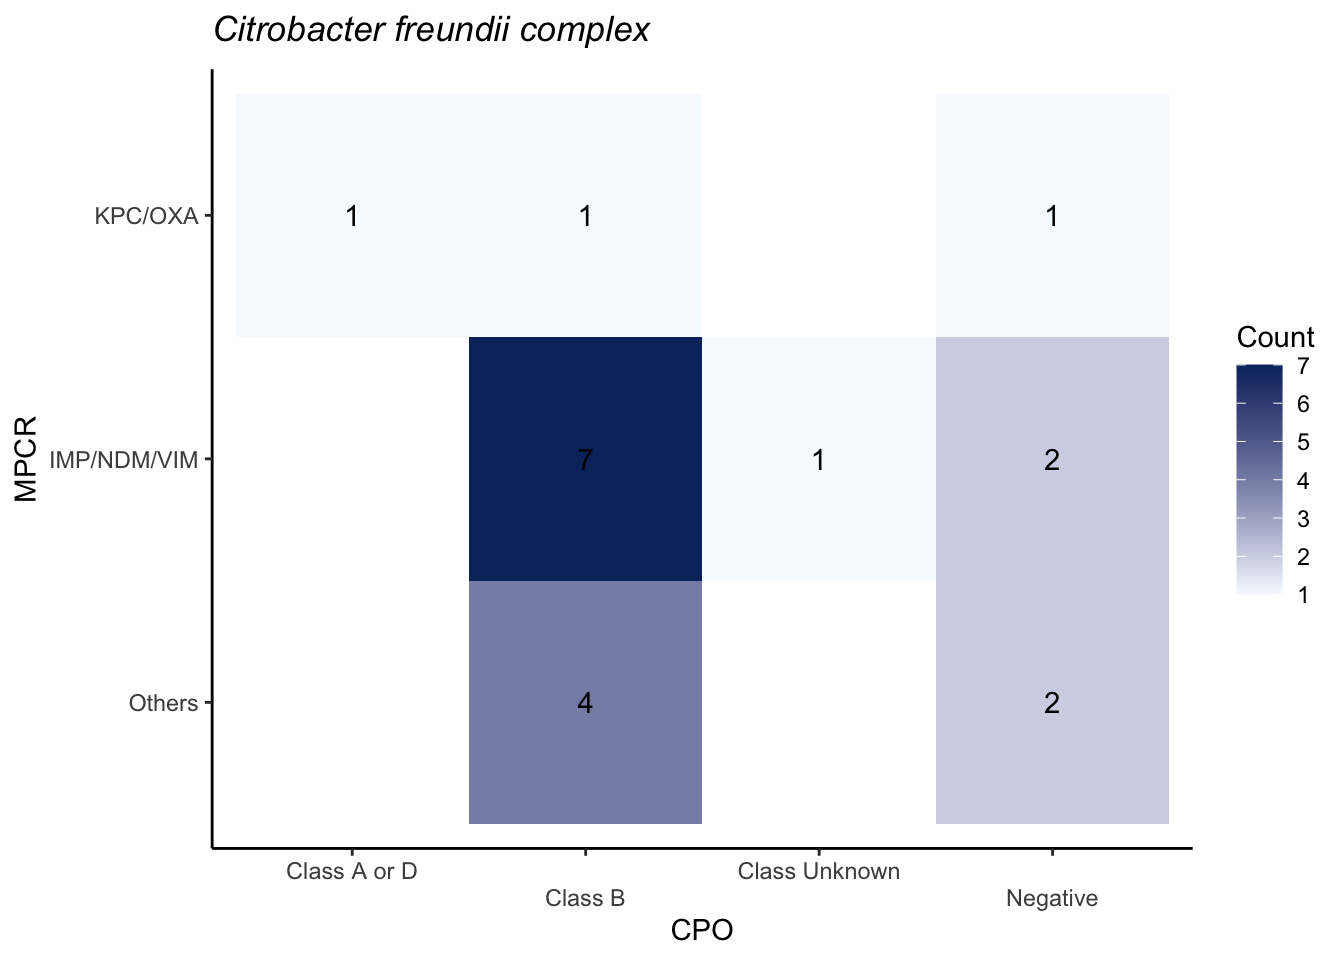 Citrobacter freundii complex
KPC/OXA
1
1
1
IMP/NDM/VIM
7
1
2
Others
4
2
MPCR
Class A or D
Class B
Class Unknown
Negative
CPO
Count
7
6
5
4
3
2
1